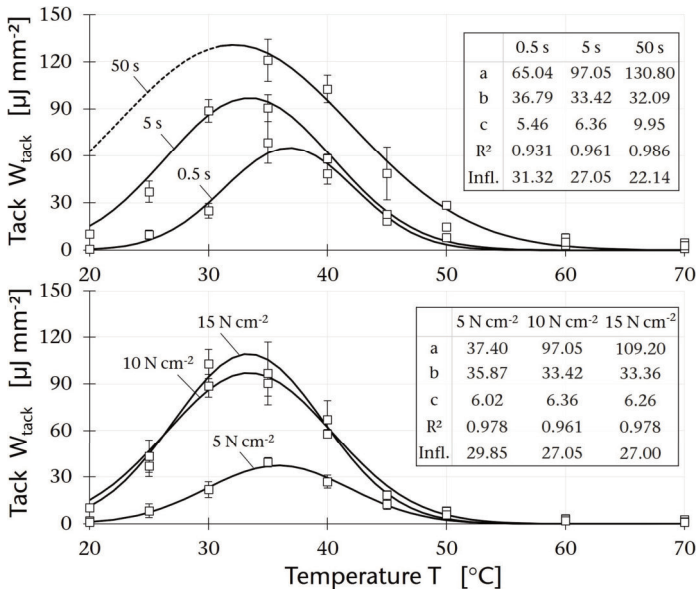 Tack W_tack [µJ mm⁻²]
150
120
90
60
30
0
50 s
5 s
0.5 s
0.5 s 5 s 50 s
a 65.04 97.05 130.80
b 36.79 33.42 32.09
c 5.46 6.36 9.95
R² 0.931 0.961 0.986
Infl. 31.32 27.05 22.14
20 30 40 50 60 70
Tack W_tack [µJ mm⁻²]
150
120
90
60
30
0
15 N cm⁻²
10 N cm⁻²
5 N cm⁻²
5 N cm⁻² 10 N cm⁻² 15 N cm⁻²
a 37.40 97.05 109.20
b 35.87 33.42 33.36
c 6.02 6.36 6.26
R² 0.978 0.961 0.978
Infl. 29.85 27.05 27.00
20 30 40 50 60 70
Temperature T [°C]